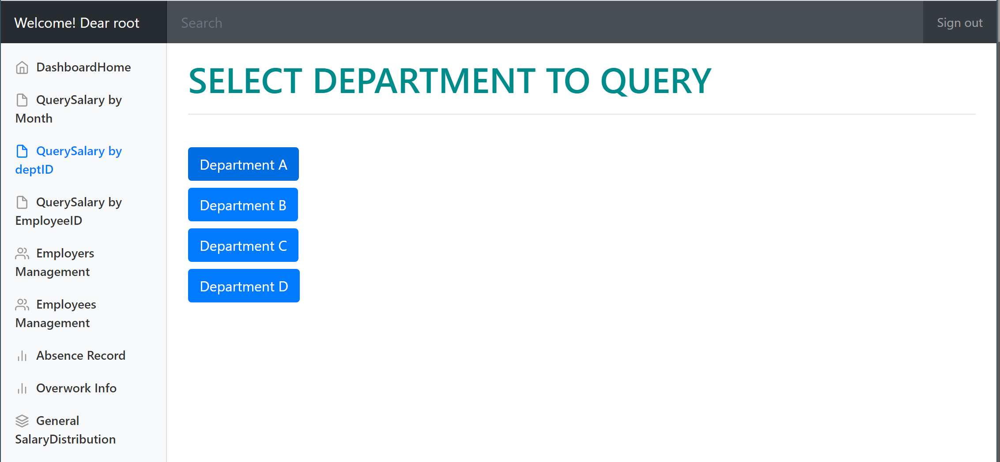 Welcome! Dear root
Search
Sign out
DashboardHome
QuerySalary by
Month
QuerySalary by
deptID
QuerySalary by
EmployeeID
Employers
Management
Employees
Management
Absence Record
Overwork Info
General
SalaryDistribution
SELECT DEPARTMENT TO QUERY
Department A
Department B
Department C
Department D